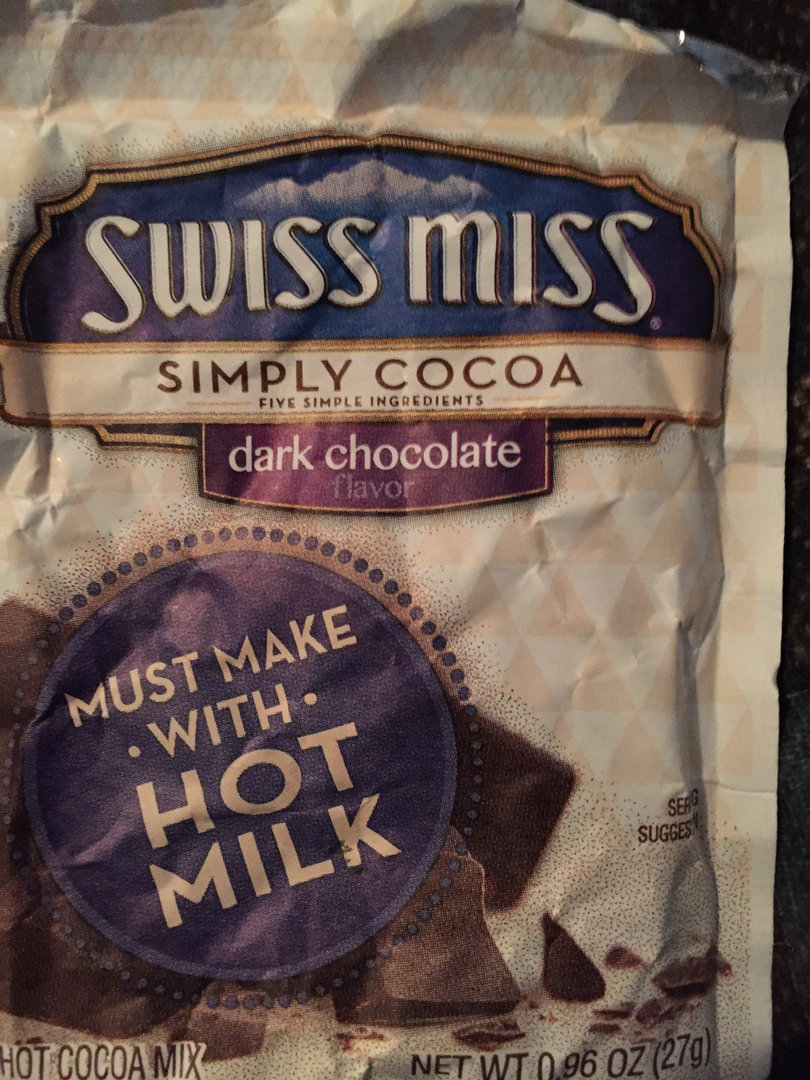 SWISS MISS®
SIMPLY COCOA
FIVE SIMPLE INGREDIENTS
dark chocolate
flavor
MUST MAKE
• WITH •
HOT
MILK
HOT COCOA MIX
NET WT 0.96 OZ (27g)